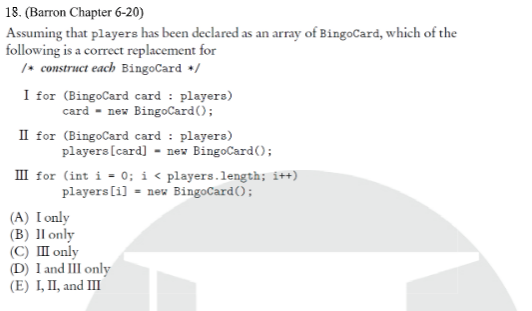 18. (Barron Chapter 6-20)
Assuming that players has been declared as an array of BingoCard, which of the
following is a correct replacement for
/* construct each BingoCard */
I for (BingoCard card : players)
card = new BingoCard();
II for (BingoCard card : players)
players[card] = new BingoCard();
III for (int i = 0; i < players.length; i++)
players[i] = new BingoCard();
(A) I only
(B) II only
(C) III only
(D) I and III only
(E) I, II, and III